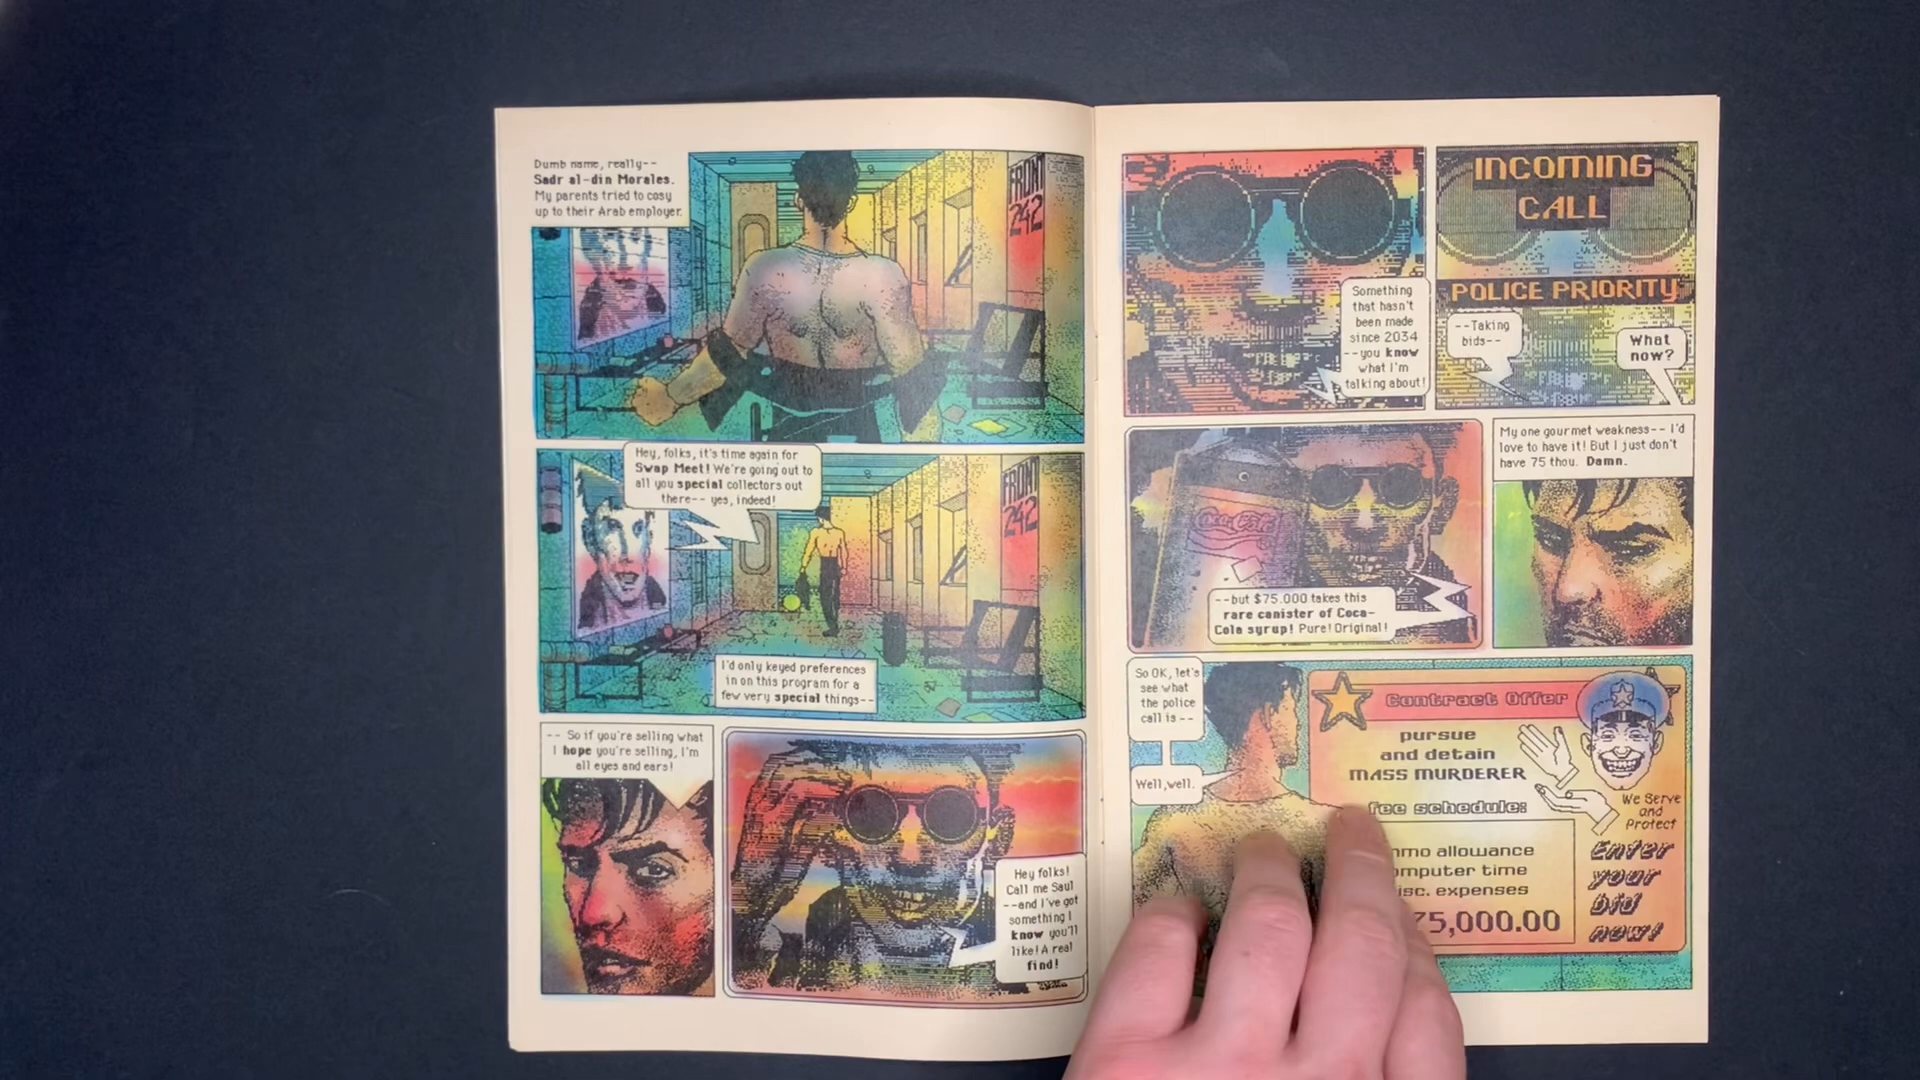 Dumb name, really--
Sadr al-din Morales.
My parents tried to cosy
up to their Arab employer.
FRONT
242
Hey, folks, it's time again for
Swap Meet! We're going out to
all you special collectors out
there-- yes, indeed!
FRONT
242
I'd only keyed preferences
in on this program for a
few very special things--
-- So if you're selling what
I hope you're selling, I'm
all eyes and ears!
Hey folks!
Call me Saul
--and I've got
something I
know you'll
like! A real
find!
Something
that hasn't
been made
since 2034
--you know
what I'm
talking about!
INCOMING
CALL
POLICE PRIORITY
--Taking
bids--
What
now?
Coca-Cola
--but $75.000 takes this
rare canister of Coca-
Cola syrup! Pure! Original!
My one gourmet weakness-- I'd
love to have it! But I just don't
have 75 thou. Damn.
So OK, let's
see what
the police
call is --
Well, well.
Contract Offer
pursue
and detain
MASS MURDERER
fee schedule:
allowance
time
expenses
75,000.00
We Serve
and
Protect
Enter
your
bid
now!